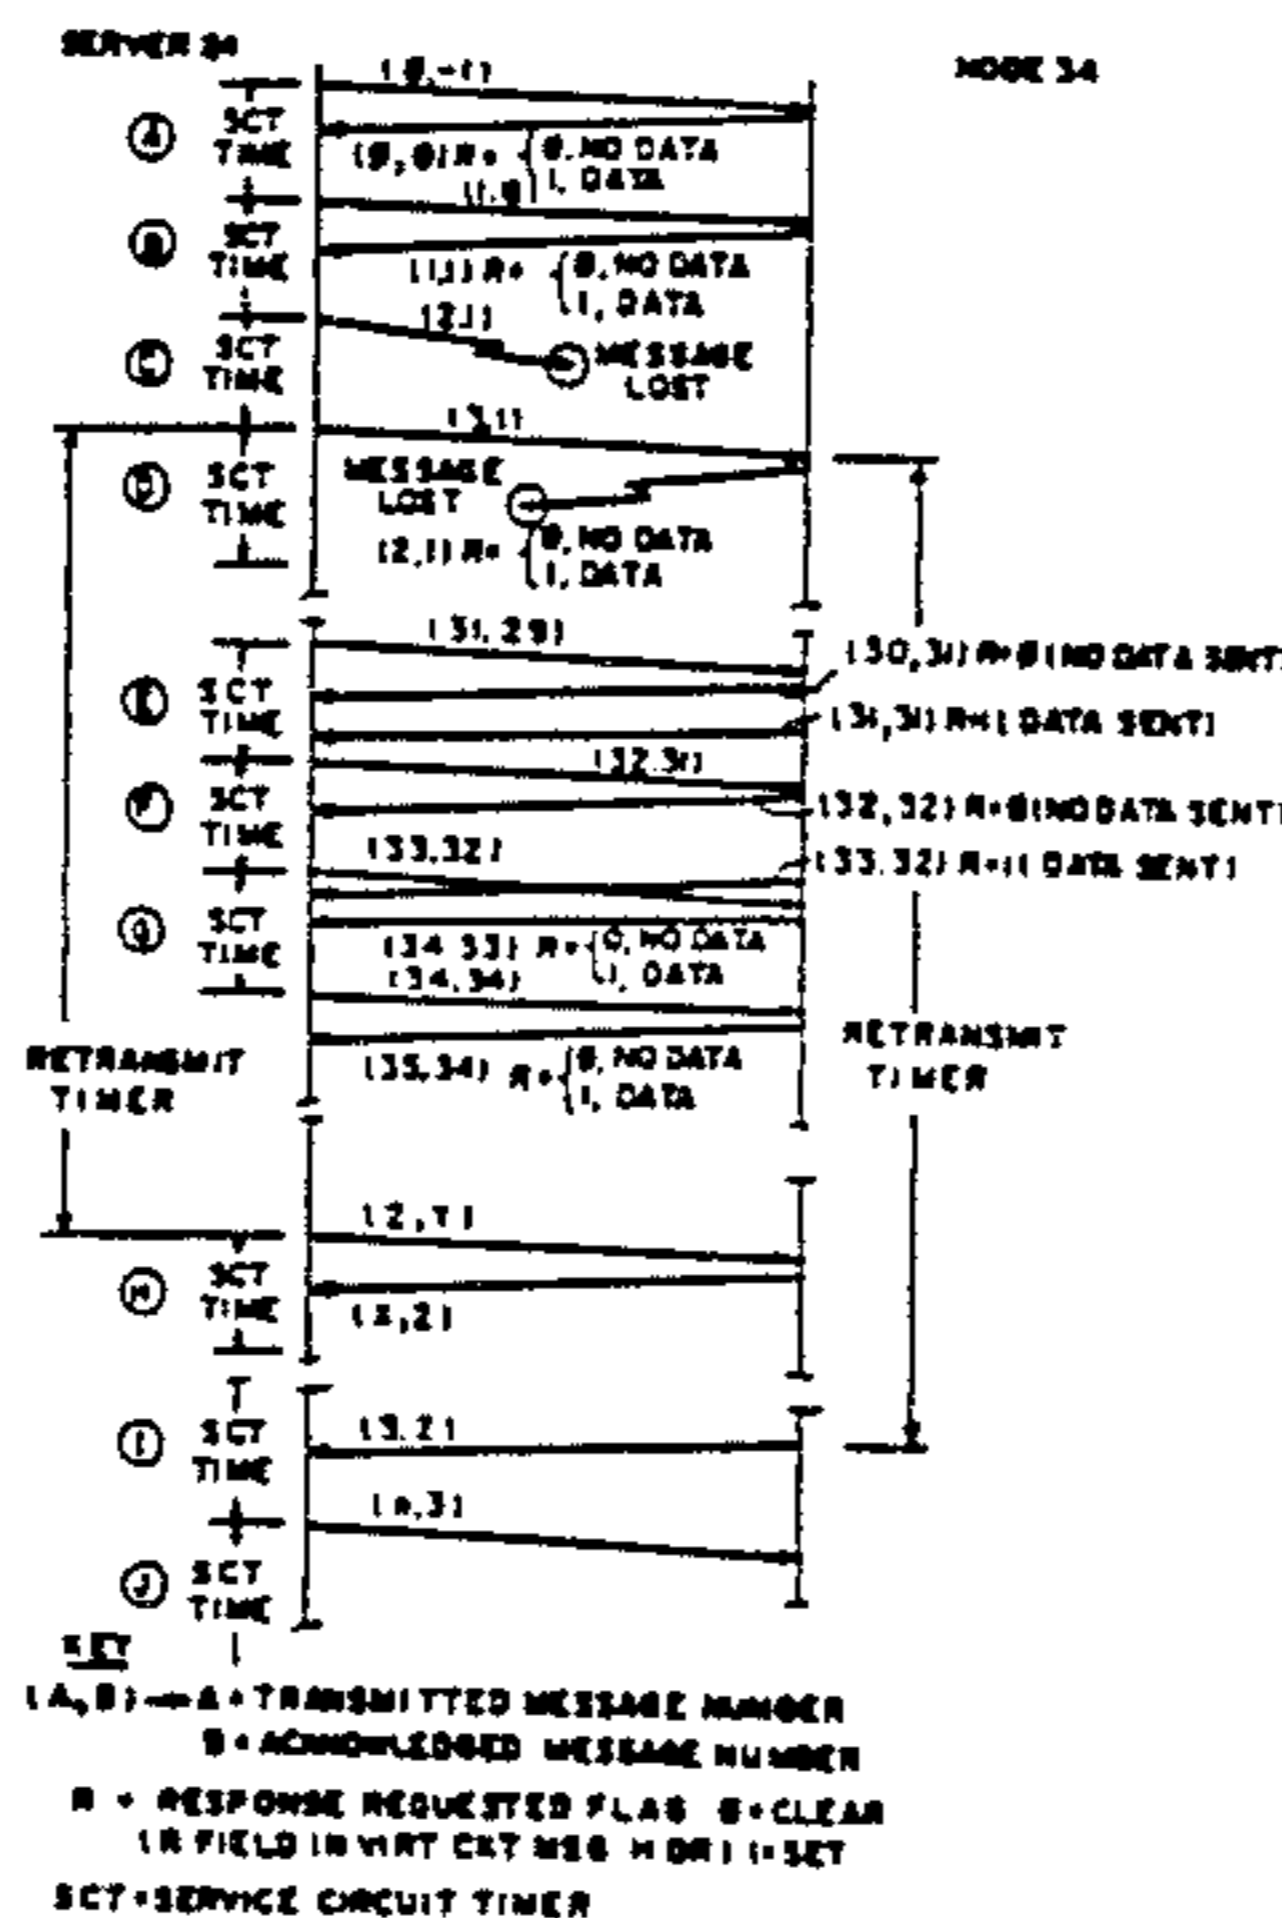 SERVER 34
NODE 34
(0,-1)
A
SCT
TIME
(0,0) R= {0, NO DATA
1, DATA
(1,0)
B
SCT
TIME
(1,1) R= {0, NO DATA
1, DATA
(2,1)
C
SCT
TIME
MESSAGE
LOST
(3,1)
D
SCT
TIME
MESSAGE
LOST
(2,1) R= {0, NO DATA
1, DATA
(31,29)
(30,31) R=0 (NO DATA SENT)
E
SCT
TIME
(31,31) R=1 ( DATA SENT)
(32,31)
F
SCT
TIME
(32,32) R=0 (NO DATA SENT)
(33,32)
(33,32) R=1 ( DATA SENT)
G
SCT
TIME
(34,33) R= {0, NO DATA
1, DATA
(34,34)
(35,34) R= {0, NO DATA
1, DATA
RETRANSMIT
TIMER
RETRANSMIT
TIMER
(2,Y)
H
SCT
TIME
(X,2)
I
SCT
TIME
(3,2)
J
SCT
TIME
KEY
(A,B) → A = TRANSMITTED MESSAGE NUMBER
B = ACKNOWLEDGED MESSAGE NUMBER
R = RESPONSE REQUESTED FLAG 0=CLEAR
(R FIELD IN VIRT CKT MSG HDR) 1=SET
SCT = SERVICE CIRCUIT TIMER